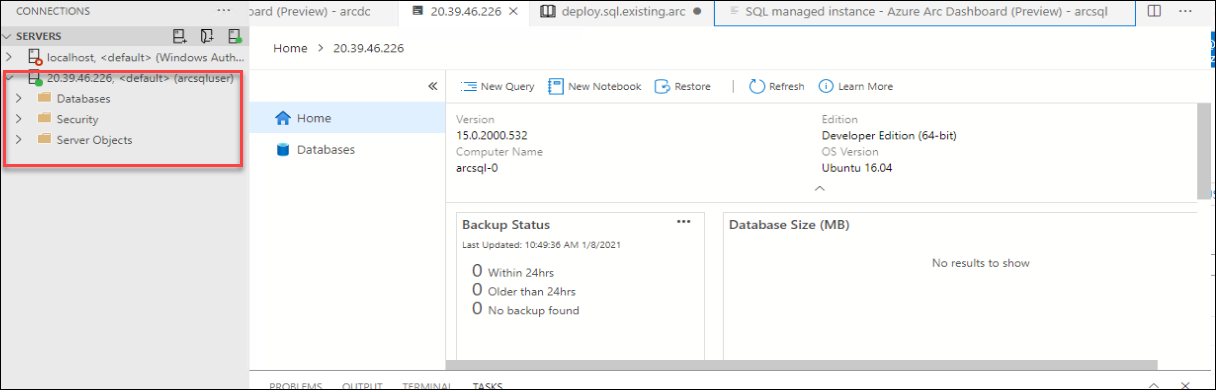 CONNECTIONS ···
SERVERS
localhost, <default> (Windows Auth...
20.39.46.226, <default> (arcsqluser)
Databases
Security
Server Objects
board (Preview) - arcdc
20.39.46.226
deploy.sql.existing.arc
SQL managed instance - Azure Arc Dashboard (Preview) - arcsql
···
Home > 20.39.46.226
New Query New Notebook Restore Refresh Learn More
Home
Databases
Version
15.0.2000.532
Computer Name
arcsql-0
Edition
Developer Edition (64-bit)
OS Version
Ubuntu 16.04
Backup Status ···
Last Updated: 10:49:36 AM 1/8/2021
0 Within 24hrs
0 Older than 24hrs
0 No backup found
Database Size (MB)
No results to show
PROBLEMS OUTPUT TERMINAL TASKS